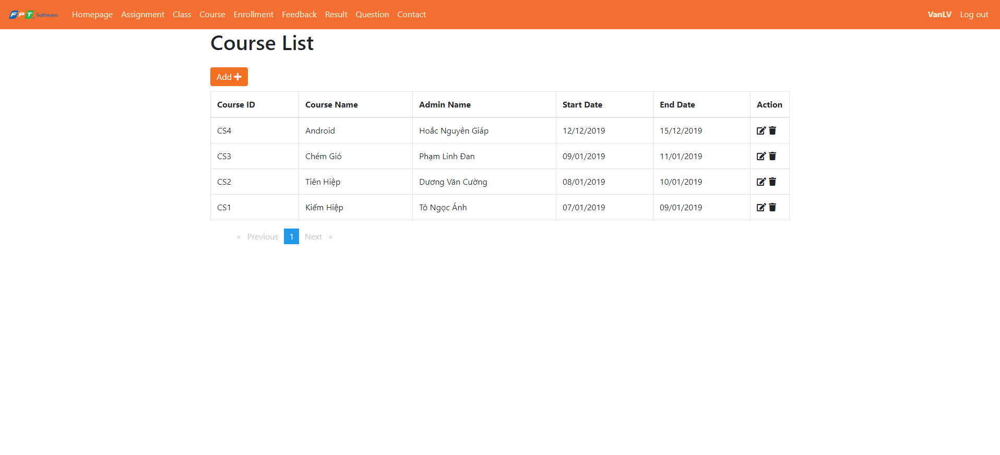 FPT Software Homepage Assignment Class Course Enrollment Feedback Result Question Contact VanLV Log out
Course List
Add
Course ID Course Name Admin Name Start Date End Date Action
CS4 Android Hoắc Nguyên Giáp 12/12/2019 15/12/2019
CS3 Chém Gió Phạm Linh Đan 09/01/2019 11/01/2019
CS2 Tiên Hiệp Dương Văn Cường 08/01/2019 10/01/2019
CS1 Kiếm Hiệp Tô Ngọc Ánh 07/01/2019 09/01/2019
« Previous 1 Next »